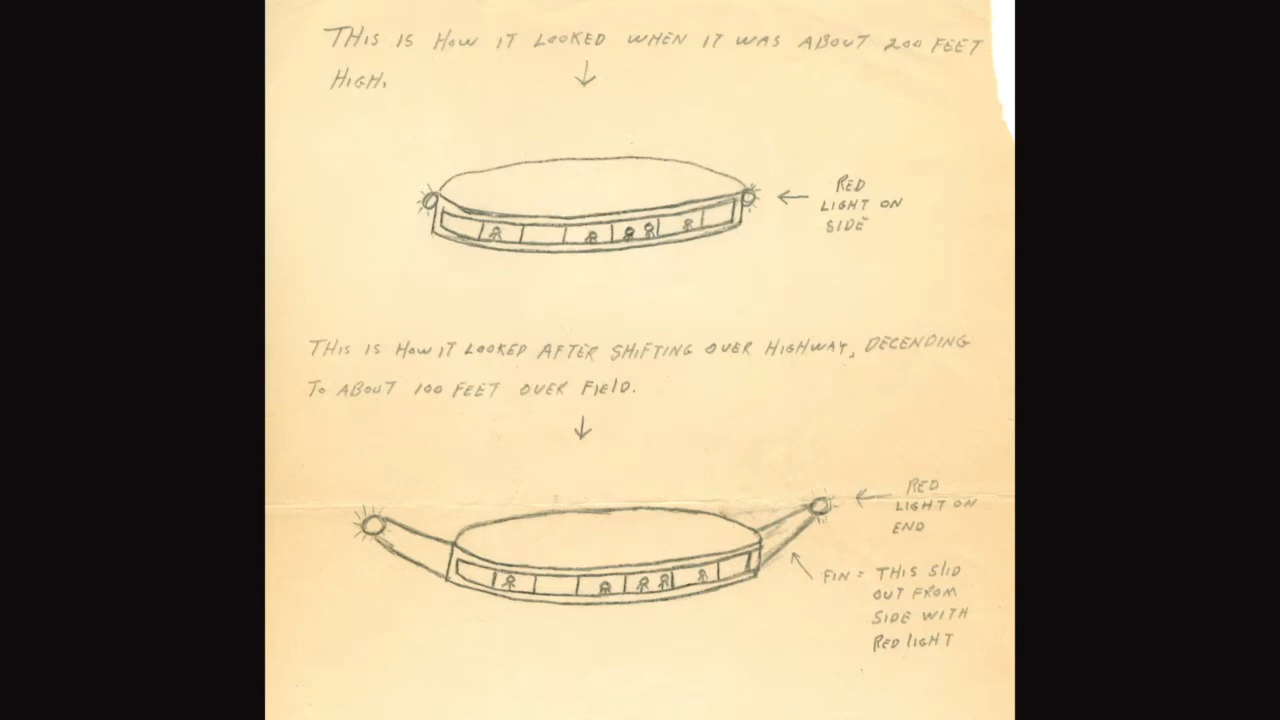 THIS IS HOW IT LOOKED WHEN IT WAS ABOUT 200 FEET
HIGH.
RED
LIGHT ON
SIDE
THIS IS HOW IT LOOKED AFTER SHIFTING OVER HIGHWAY, DECENDING
TO ABOUT 100 FEET OVER FIELD.
RED
LIGHT ON
END
FIN = THIS SLID
OUT FROM
SIDE WITH
RED LIGHT